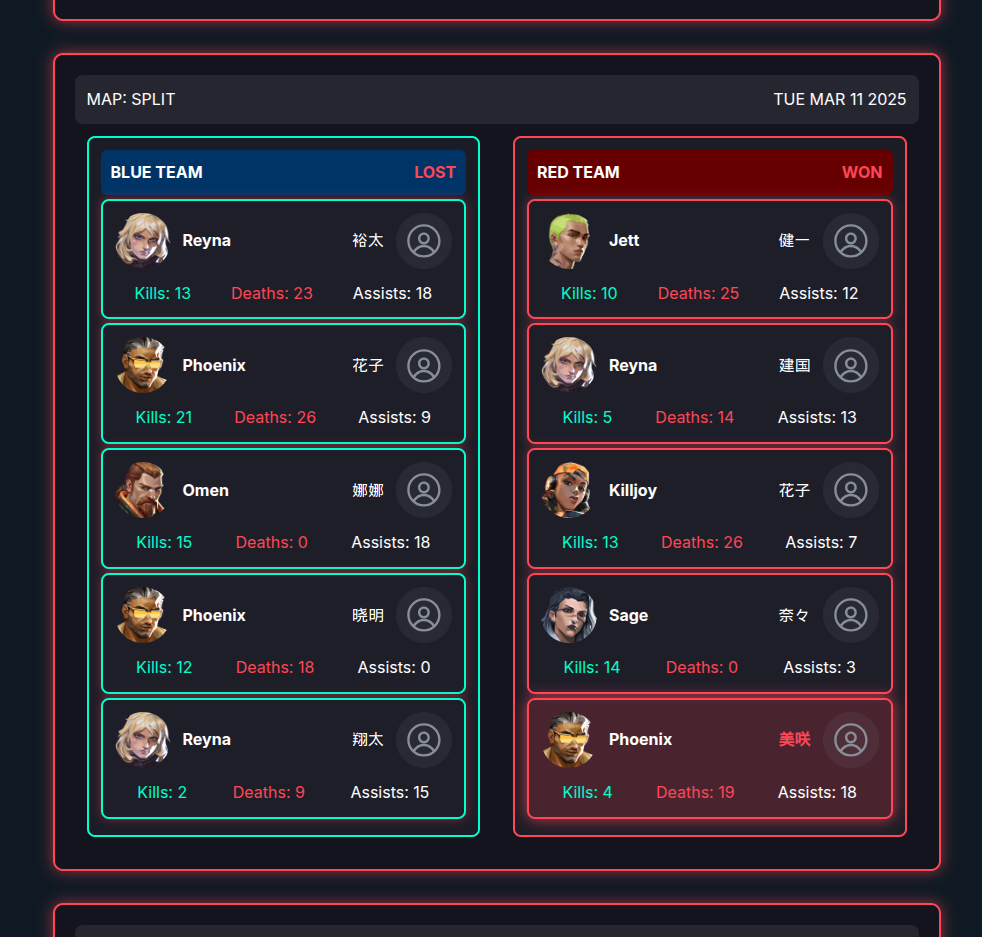 MAP: SPLIT TUE MAR 11 2025
BLUE TEAM LOST
Reyna 裕太
Kills: 13 Deaths: 23 Assists: 18
Phoenix 花子
Kills: 21 Deaths: 26 Assists: 9
Omen 娜娜
Kills: 15 Deaths: 0 Assists: 18
Phoenix 晓明
Kills: 12 Deaths: 18 Assists: 0
Reyna 翔太
Kills: 2 Deaths: 9 Assists: 15
RED TEAM WON
Jett 健一
Kills: 10 Deaths: 25 Assists: 12
Reyna 建国
Kills: 5 Deaths: 14 Assists: 13
Killjoy 花子
Kills: 13 Deaths: 26 Assists: 7
Sage 奈々
Kills: 14 Deaths: 0 Assists: 3
Phoenix 美咲
Kills: 4 Deaths: 19 Assists: 18